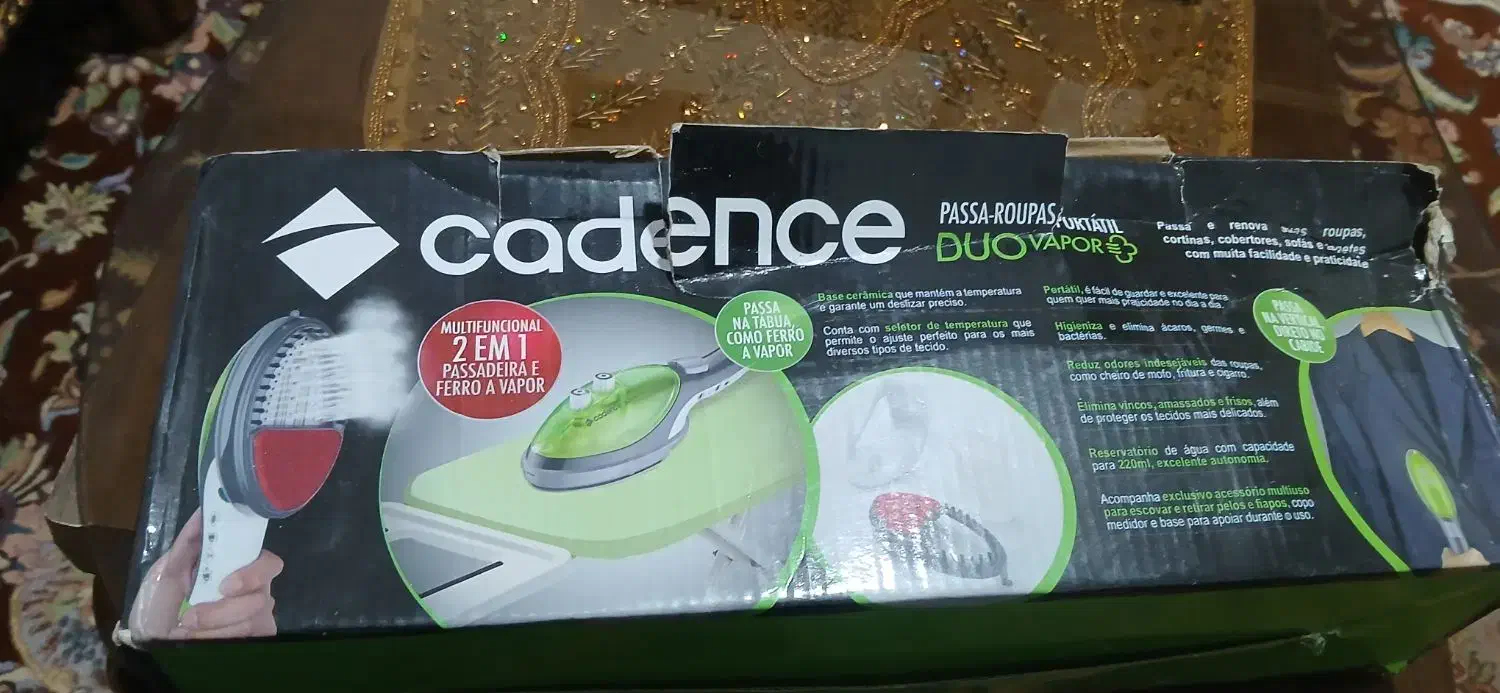 cadence
PASSA-ROUPAS PORTÁTIL
DUO VAPOR
Passa e renova suas roupas,
cortinas, cobertores, sofás e tapetes
com muita facilidade e praticidade
MULTIFUNCIONAL
2 EM 1
PASSADEIRA E
FERRO A VAPOR
cadence
PASSA
NA TÁBUA,
COMO FERRO
A VAPOR
Base cerâmica que mantém a temperatura
e garante um deslizar preciso.
Conta com seletor de temperatura que
permite o ajuste perfeito para os mais
diversos tipos de tecido.
Portátil, é fácil de guardar e excelente para
quem quer mais praticidade no dia a dia.
Higieniza e elimina ácaros, germes e
bactérias.
Reduz odores indesejáveis das roupas,
como cheiro de mofo, fritura e cigarro.
Elimina vincos, amassados e frisos, além
de proteger os tecidos mais delicados.
Reservatório de água com capacidade
para 220ml, excelente autonomia.
Acompanha exclusivo acessório multiuso
para escovar e retirar pelos e fiapos, copo
medidor e base para apoiar durante o uso.
PASSA
NA VERTICAL
DIRETO NO
CABIDE